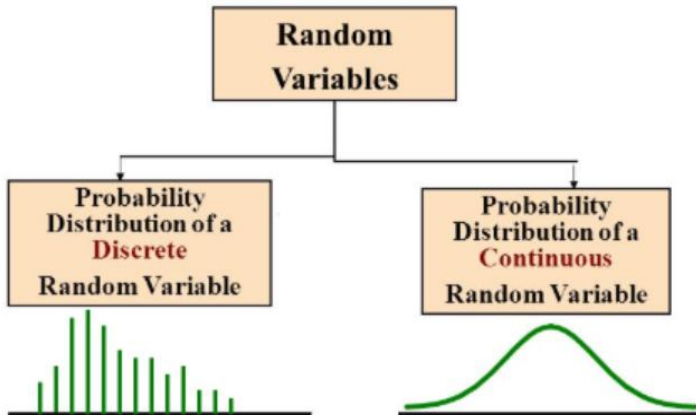 Random
Variables
Probability
Distribution of a
Discrete
Random Variable
Probability
Distribution of a
Continuous
Random Variable